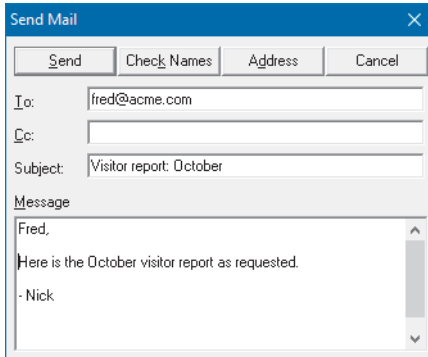 Send Mail
Send Check Names Address Cancel
To: fred@acme.com
Cc:
Subject: Visitor report: October
Message
Fred,
Here is the October visitor report as requested.
- Nick